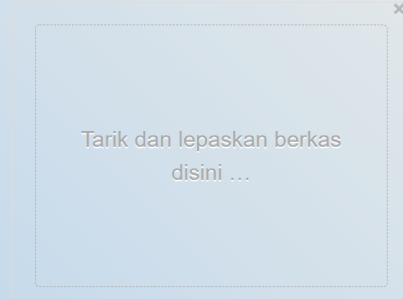 Tarik dan lepaskan berkas
disini …